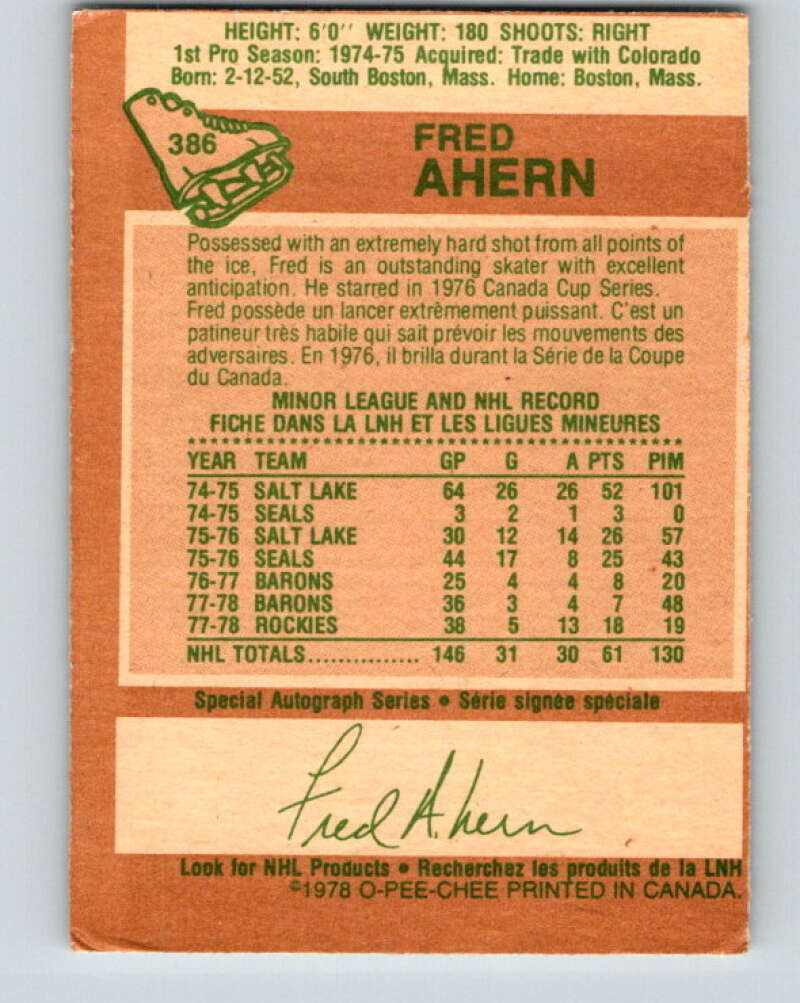 HEIGHT: 6'0'' WEIGHT: 180 SHOOTS: RIGHT
1st Pro Season: 1974-75 Acquired: Trade with Colorado
Born: 2-12-52, South Boston, Mass. Home: Boston, Mass.
386
FRED
AHERN
Possessed with an extremely hard shot from all points of
the ice, Fred is an outstanding skater with excellent
anticipation. He starred in 1976 Canada Cup Series.
Fred possède un lancer extrêmement puissant. C'est un
patineur très habile qui sait prévoir les mouvements des
adversaires. En 1976, il brilla durant la Série de la Coupe
du Canada.
MINOR LEAGUE AND NHL RECORD
FICHE DANS LA LNH ET LES LIGUES MINEURES
YEAR TEAM GP G A PTS PIM
74-75 SALT LAKE 64 26 26 52 101
74-75 SEALS 3 2 1 3 0
75-76 SALT LAKE 30 12 14 26 57
75-76 SEALS 44 17 8 25 43
76-77 BARONS 25 4 4 8 20
77-78 BARONS 36 3 4 7 48
77-78 ROCKIES 38 5 13 18 19
NHL TOTALS............... 146 31 30 61 130
Special Autograph Series • Série signée spéciale
Fred Ahern
Look for NHL Products • Recherchez les produits de la LNH
©1978 O-PEE-CHEE PRINTED IN CANADA.